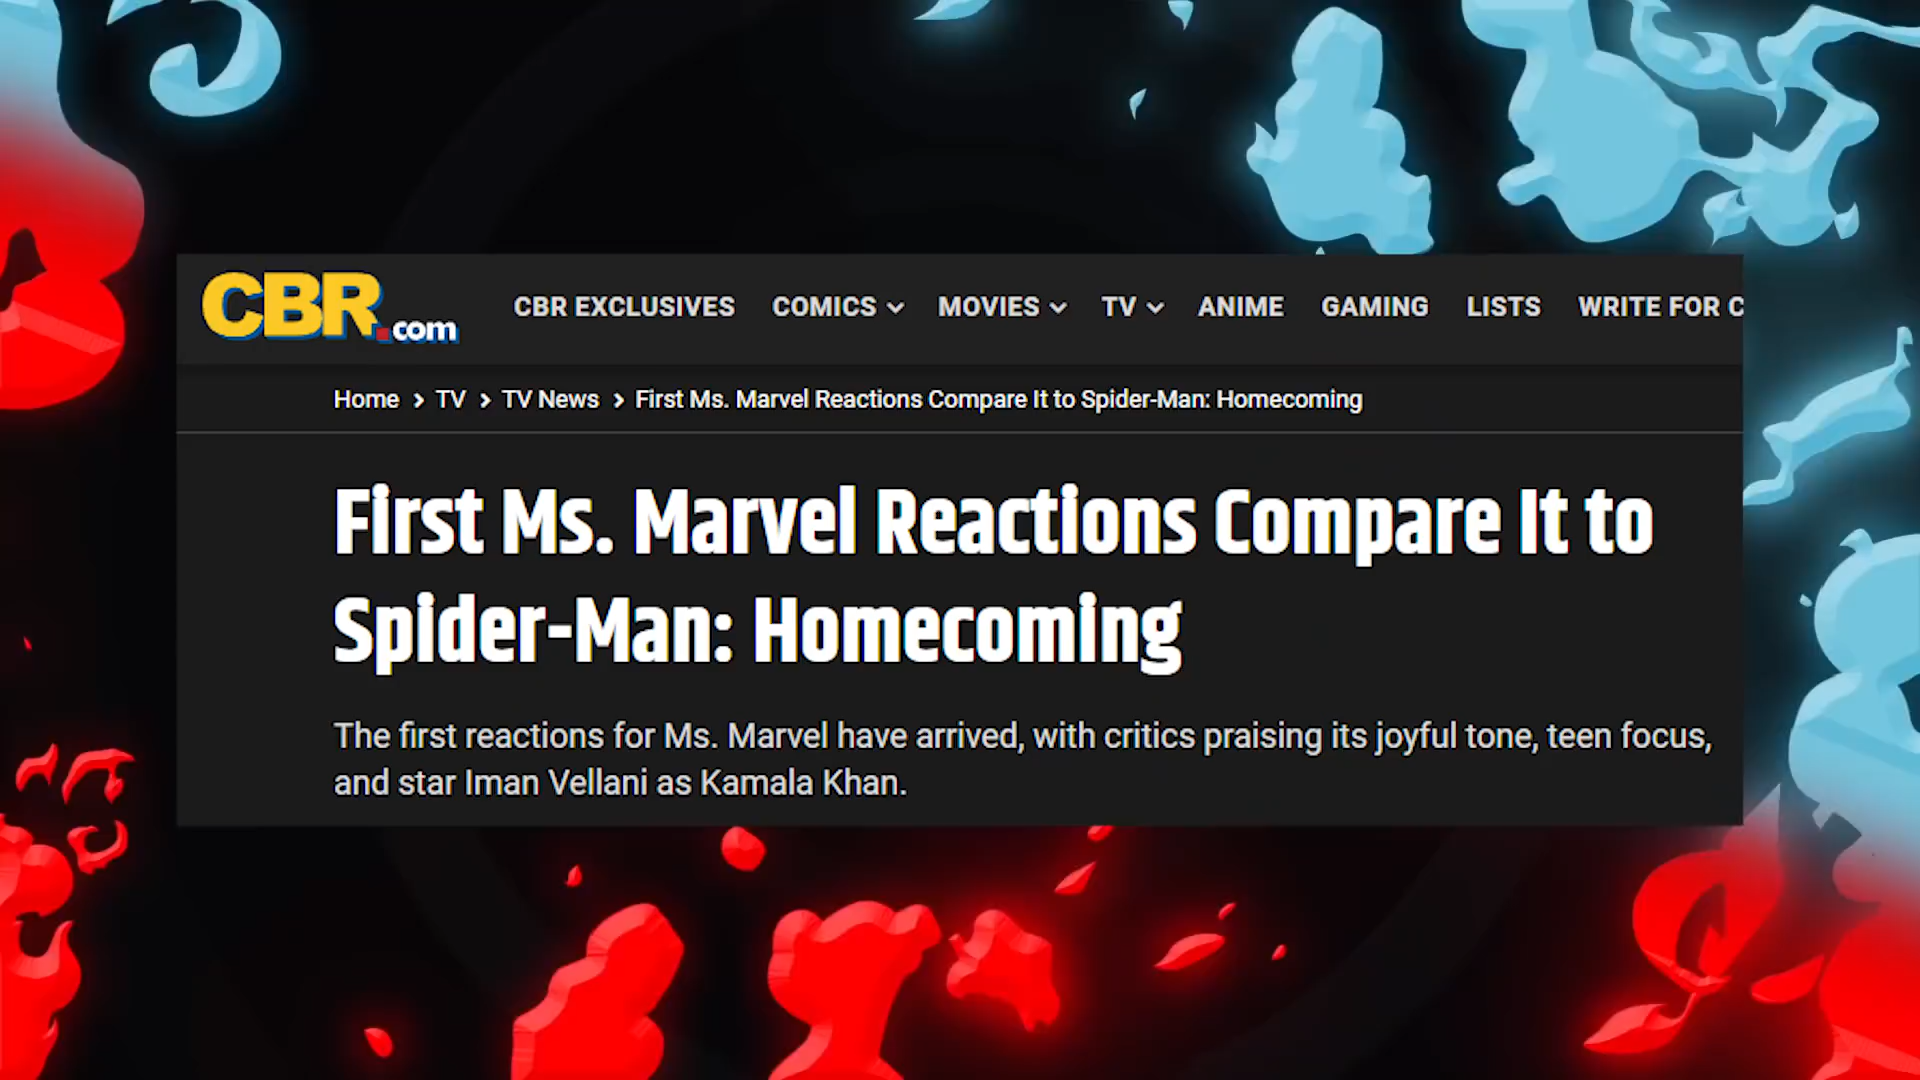 CBR.com CBR EXCLUSIVES COMICS MOVIES TV ANIME GAMING LISTS WRITE FOR C
Home > TV > TV News > First Ms. Marvel Reactions Compare It to Spider-Man: Homecoming
First Ms. Marvel Reactions Compare It to
Spider-Man: Homecoming
The first reactions for Ms. Marvel have arrived, with critics praising its joyful tone, teen focus,
and star Iman Vellani as Kamala Khan.